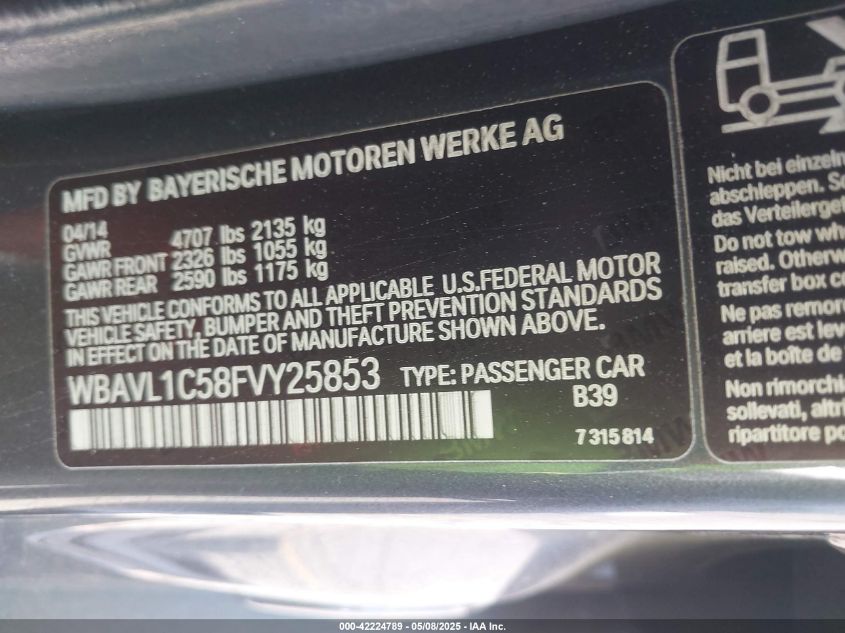 MFD BY BAYERISCHE MOTOREN WERKE AG
04/14
GVWR 4707 lbs 2135 kg
GAWR FRONT 2326 lbs 1055 kg
GAWR REAR 2590 lbs 1175 kg
THIS VEHICLE CONFORMS TO ALL APPLICABLE U.S.FEDERAL MOTOR
VEHICLE SAFETY, BUMPER AND THEFT PREVENTION STANDARDS
IN EFFECT ON THE DATE OF MANUFACTURE SHOWN ABOVE.
WBAVL1C58FVY25853 TYPE: PASSENGER CAR
B39
7315814
Nicht bei einzeln
abschleppen. So
das Verteilerget
Do not tow whe
raised. Otherw
transfer box co
Ne pas remor
arriere est lev
et la boîte de
Non rimorchi
sollevati, altri
ripartitore po
000-42224789 - 05/08/2025 - IAA Inc.